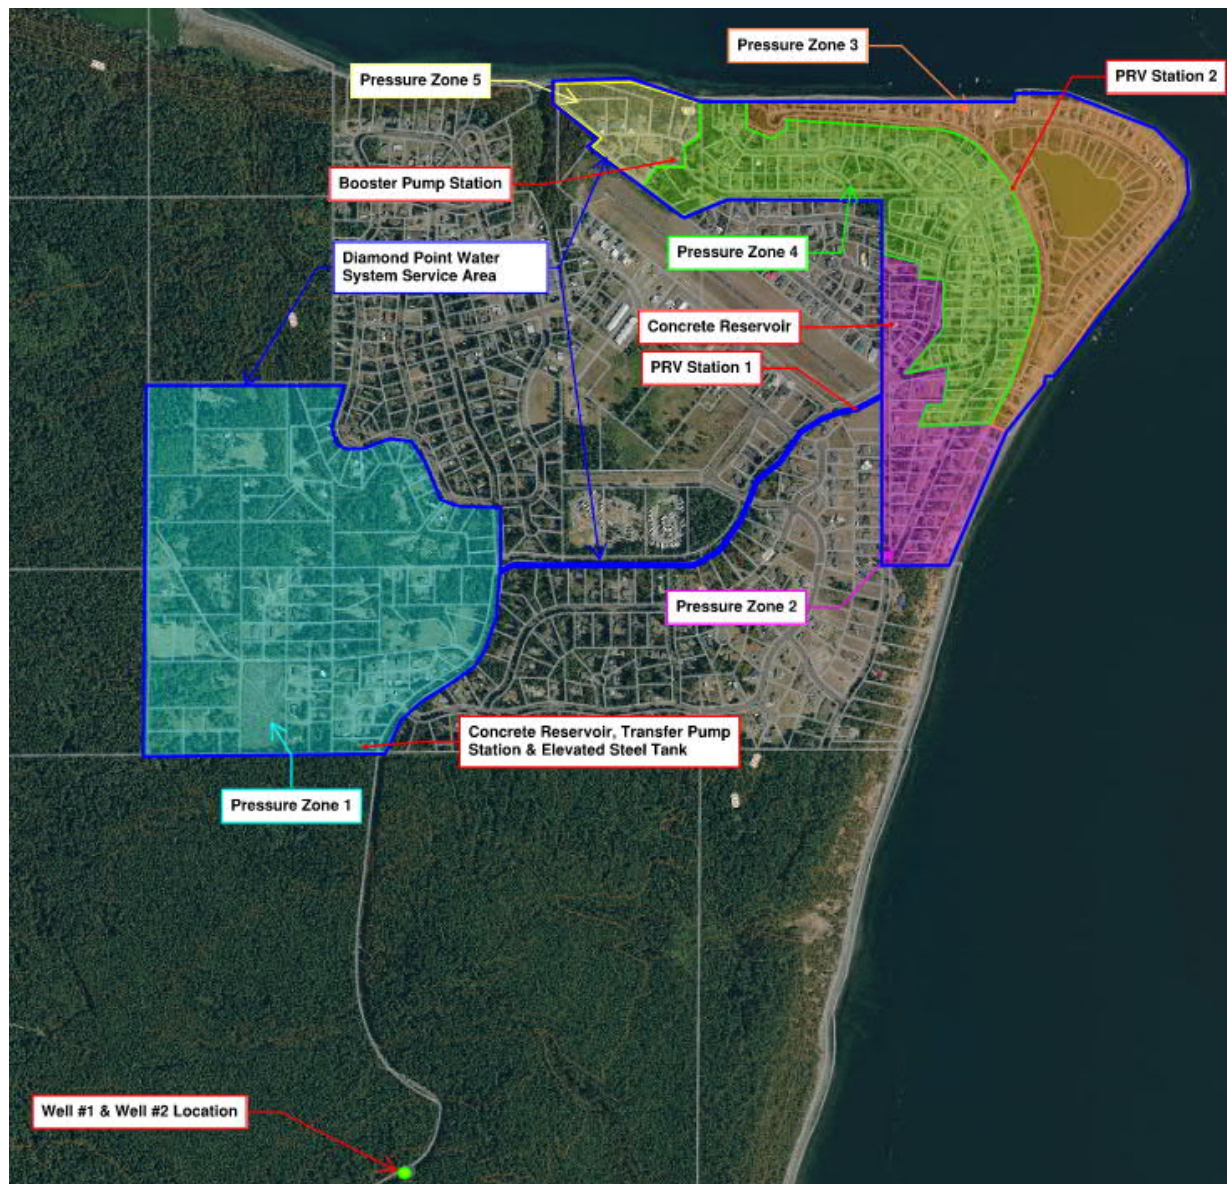 Pressure Zone 3
PRV Station 2
Pressure Zone 5
Booster Pump Station
Diamond Point Water
System Service Area
Pressure Zone 4
Concrete Reservoir
PRV Station 1
Pressure Zone 2
Concrete Reservoir, Transfer Pump
Station & Elevated Steel Tank
Pressure Zone 1
Well #1 & Well #2 Location